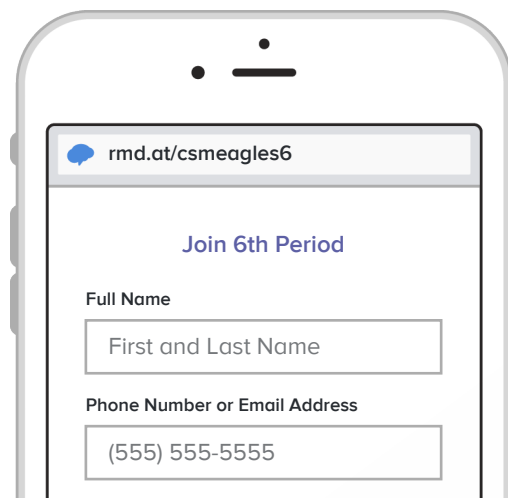 rmd.at/csmeagles6
Join 6th Period
Full Name
First and Last Name
Phone Number or Email Address
(555) 555-5555